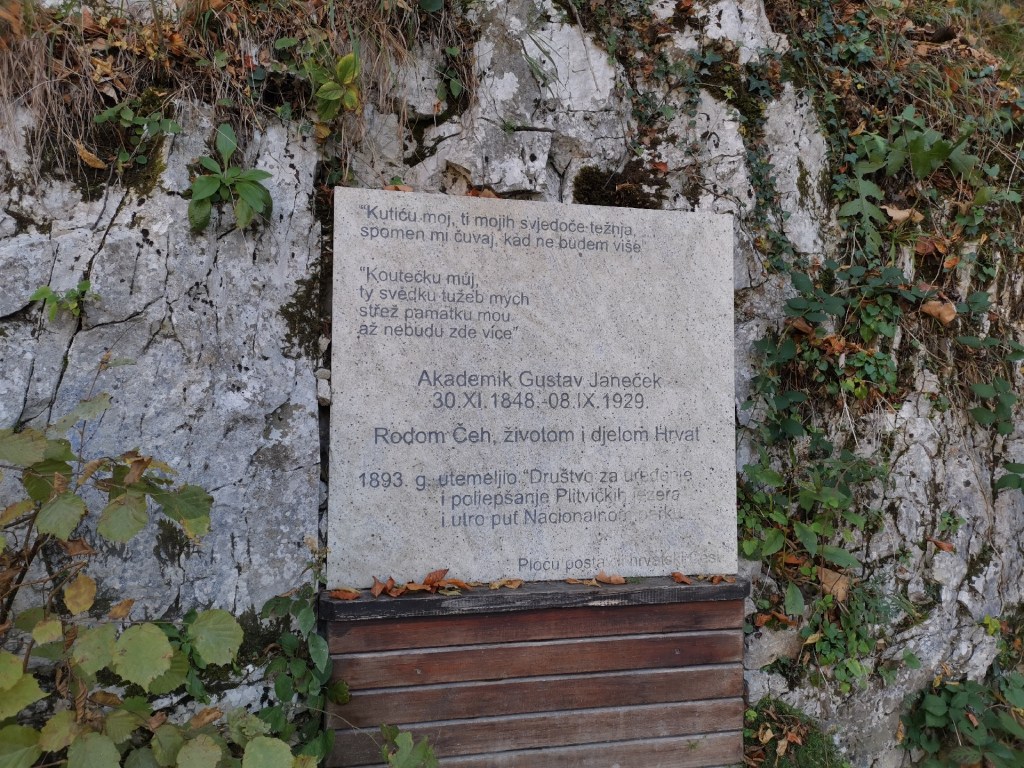 "Kutiću moj, ti mojih svjedoče težnja,
spomen mi čuvaj, kad ne budem više"
"Koutečku můj,
ty svědku tužeb mých
střež památku mou
až nebudu zde více"
Akademik Gustav Janeček
30.XI.1848.-08.IX.1929.
Rodom Čeh, životom i djelom Hrvat
1893. g. utemeljio "Društvo za uređenje
i poljepšanje Plitvičkih jezera
i utro put Nacionalnom parku
Ploču